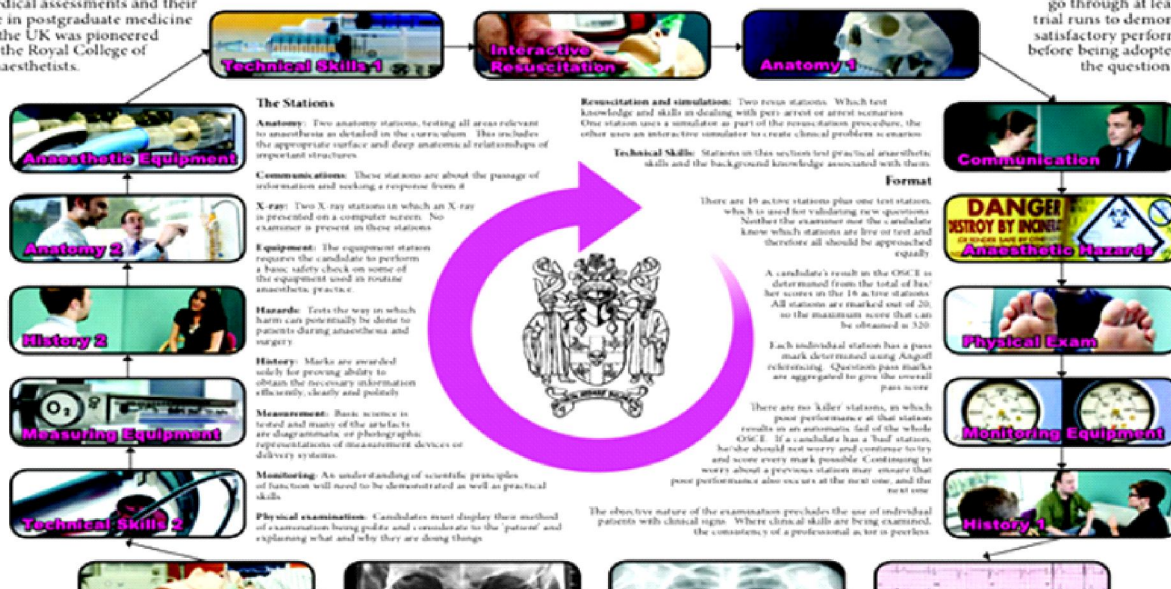 edical assessments and their
e in postgraduate medicine
the UK was pioneered
the Royal College of
aesthetists.
go through at lea
trial runs to demor
satisfactory perforr
before being adopte
the question
Technical Skills 1
Interactive
Resuscitation
Anatomy 1
Anaesthetic Equipment
Anatomy 2
History 2
O2
Measuring Equipment
Technical Skills 2
Communication
DANGER
DESTROY BY
Anaesthetic Hazards
Physical Exam
Monitoring Equipment
History 1
The Stations
Anatomy: Two anatomy stations, testing all areas relevant
to anaesthesia as detailed in the curriculum. This includes
the appropriate surface and deep anatomical relationships of
important structures
Communications: These stations are about the passage of
information and seeking a response from it
X-ray: Two X-ray stations in which an X-ray
is presented on a computer screen. No
examiner is present in these stations
Equipment: The equipment station
requires the candidate to perform
a basic safety check on some of
the equipment used in routine
anaesthetic practice.
Hazards: Tests the way in which
harm can potentially be done to
patients during anaesthesia and
surgery
History: Marks are awarded
solely for proving ability to
obtain the necessary information
efficiently, clearly and politely
Measurement: Basic science is
tested and many of the artefacts
are diagrammatic or photographic
representations of measurement devices or
delivery systems.
Monitoring: An understanding of scientific principles
of function will need to be demonstrated as well as practical
skills
Physical examination: Candidates must display their method
of examination being polite and considerate to the 'patient' and
explaining what and why they are doing things
Resuscitation and simulation: Two resus stations. Which test
knowledge and skills in dealing with peri-arrest or arrest scenarios
One station uses a simulator as part of the resuscitation procedure, the
other uses an interactive simulator to create clinical problem scenarios
Technical Skills: Stations in this section test practical anaesthetic
skills and the background knowledge associated with them.
Format
There are 16 active stations plus one test station,
which is used for validating new questions
Neither the examiner nor the candidate
know which stations are live or test and
therefore all should be approached
equally
A candidate's result in the OSCE is
determined from the total of his/
her scores in the 16 active stations
All stations are marked out of 20,
so the maximum score that can
be obtained is 320
Each individual station has a pass
mark determined using Angoff
referencing. Question pass marks
are aggregated to give the overall
pass score
There are no 'killer' stations, in which
poor performance at that station
results in an automatic fail of the whole
OSCE. If a candidate has a 'bad' station,
he/she should not worry and continue to try
and score every mark possible. Continuing to
worry about a previous station may ensure that
poor performance also occurs at the next one, and the
next one
The objective nature of the examination precludes the use of individual
patients with clinical signs. Where clinical skills are being examined,
the consistency of a professional actor is peerless